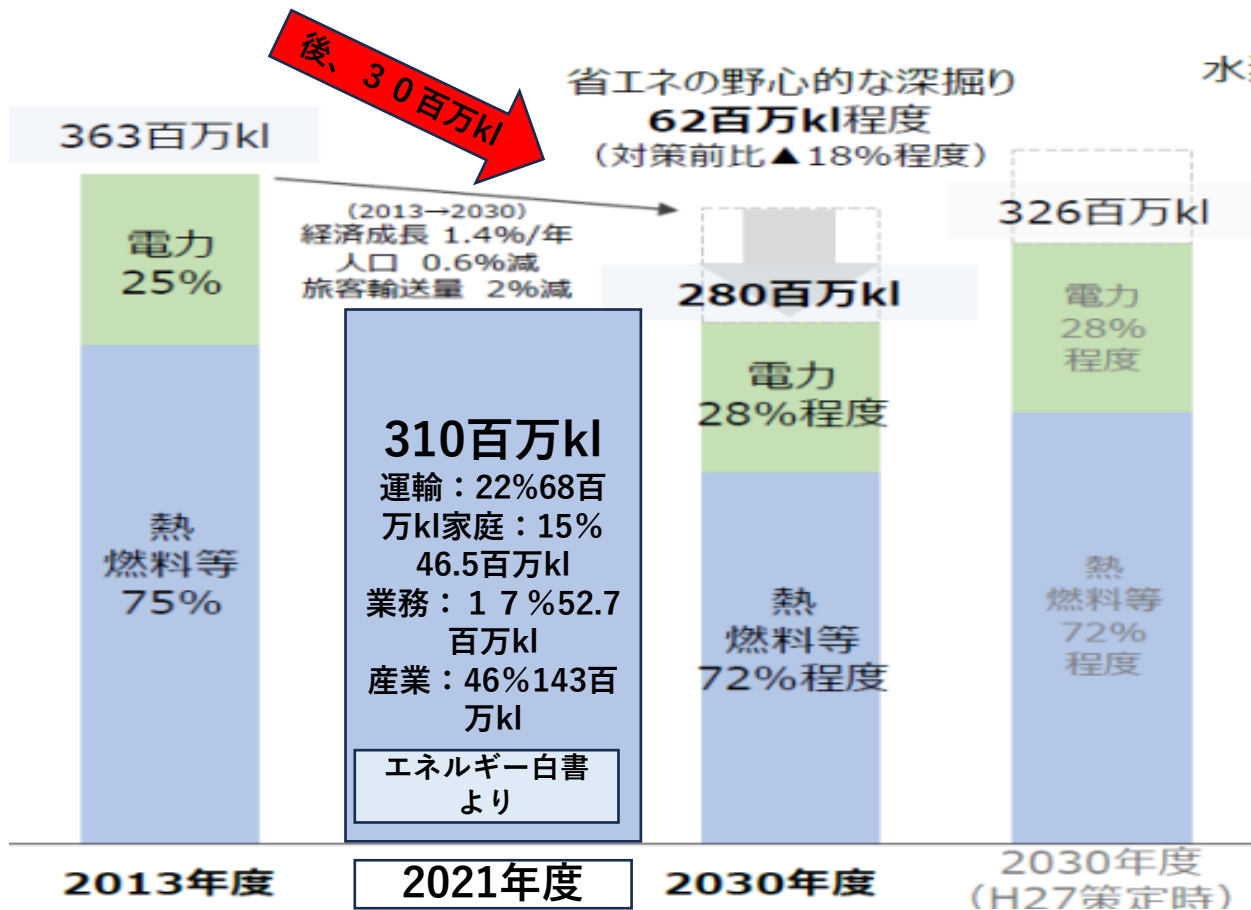 後、３０百万kl
省エネの野心的な深掘り
62百万kl程度
（対策前比▲18%程度）
水
363百万kl
電力
25%
熱
燃料等
75%
2013年度
(2013→2030)
経済成長 1.4%/年
人口 0.6%減
旅客輸送量 2%減
310百万kl
運輸：22%68百
万kl家庭：15%
46.5百万kl
業務：１７%52.7
百万kl
産業：46%143百
万kl
エネルギー白書
より
2021年度
280百万kl
電力
28%程度
熱
燃料等
72%程度
2030年度
326百万kl
電力
28%
程度
熱
燃料等
72%
程度
2030年度
（H27策定時）